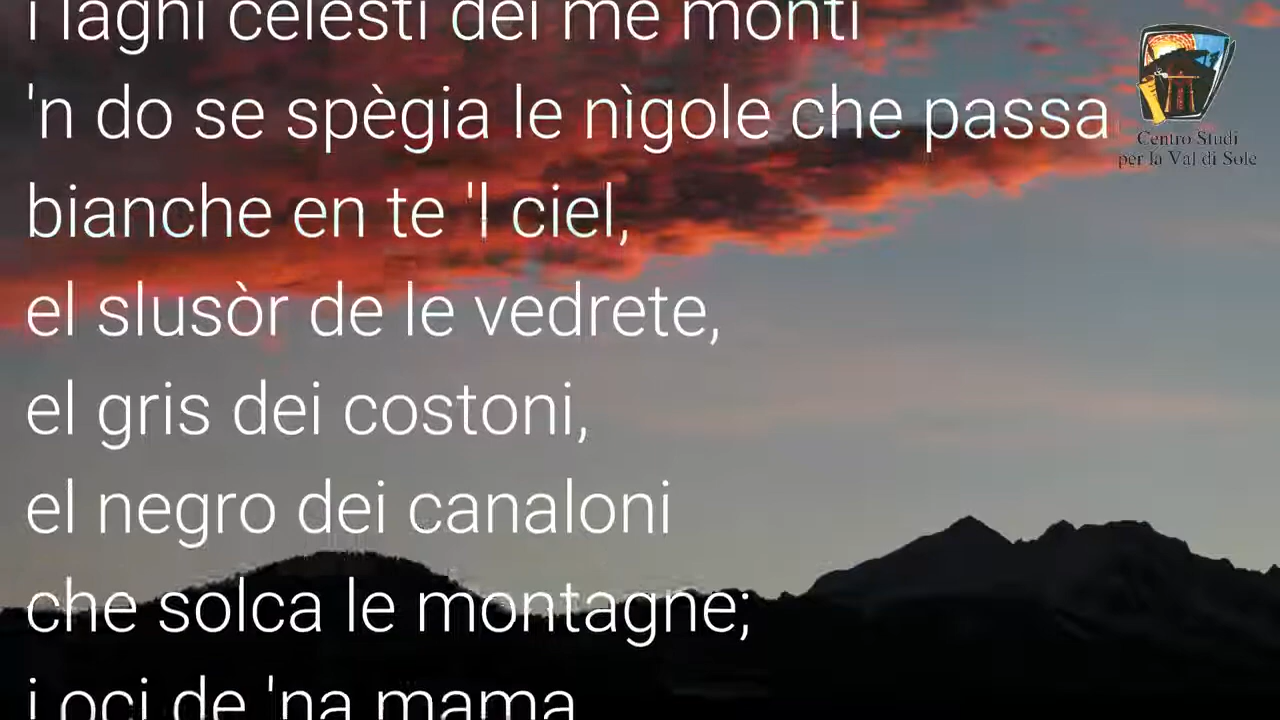 i laghi celesti dei me monti
'n do se spègia le nìgole che passa
bianche en te 'l ciel,
el slusòr de le vedrete,
el gris dei costoni,
el negro dei canaloni
che solca le montagne;
i oci de 'na mama
Centro Studi
per la Val di Sole